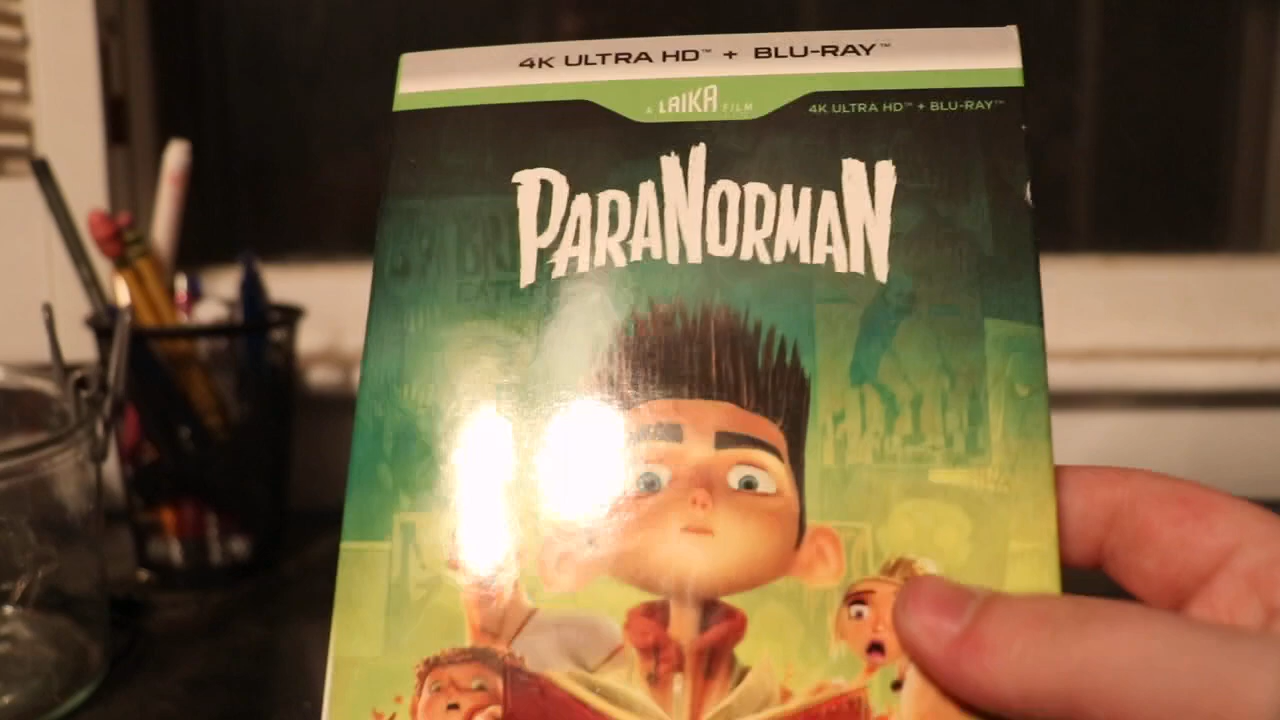 4K ULTRA HD™ + BLU-RAY™
A LAIKA FILM
4K ULTRA HD™ + BLU-RAY™
PARANORMAN